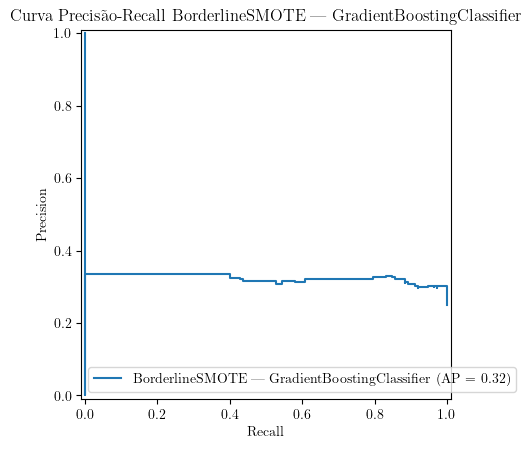 Curva Precisão-Recall BorderlineSMOTE — GradientBoostingClassifier
1.0
0.8
0.6
0.4
0.2
0.0
Precision
BorderlineSMOTE — GradientBoostingClassifier (AP = 0.32)
0.0 0.2 0.4 0.6 0.8 1.0
Recall